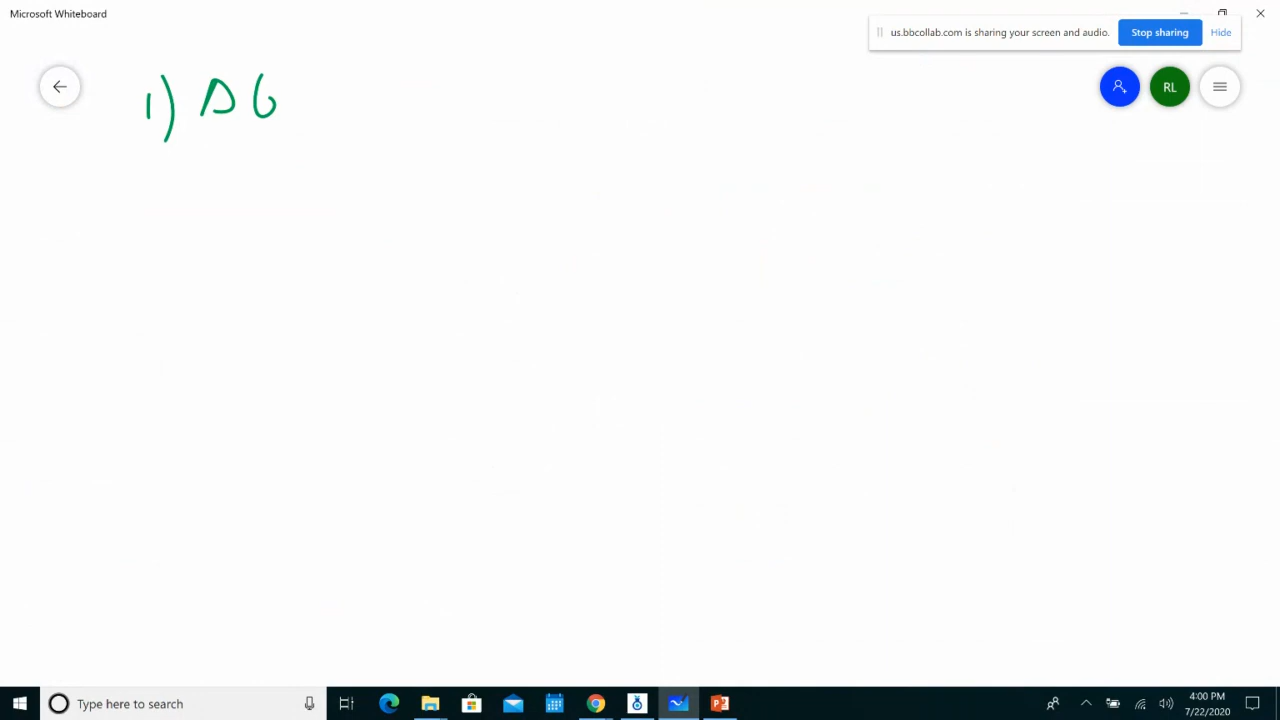 Microsoft Whiteboard
us.bbcollab.com is sharing your screen and audio.
Stop sharing
Hide
RL
1) ΔG
Type here to search
4:00 PM
7/22/2020